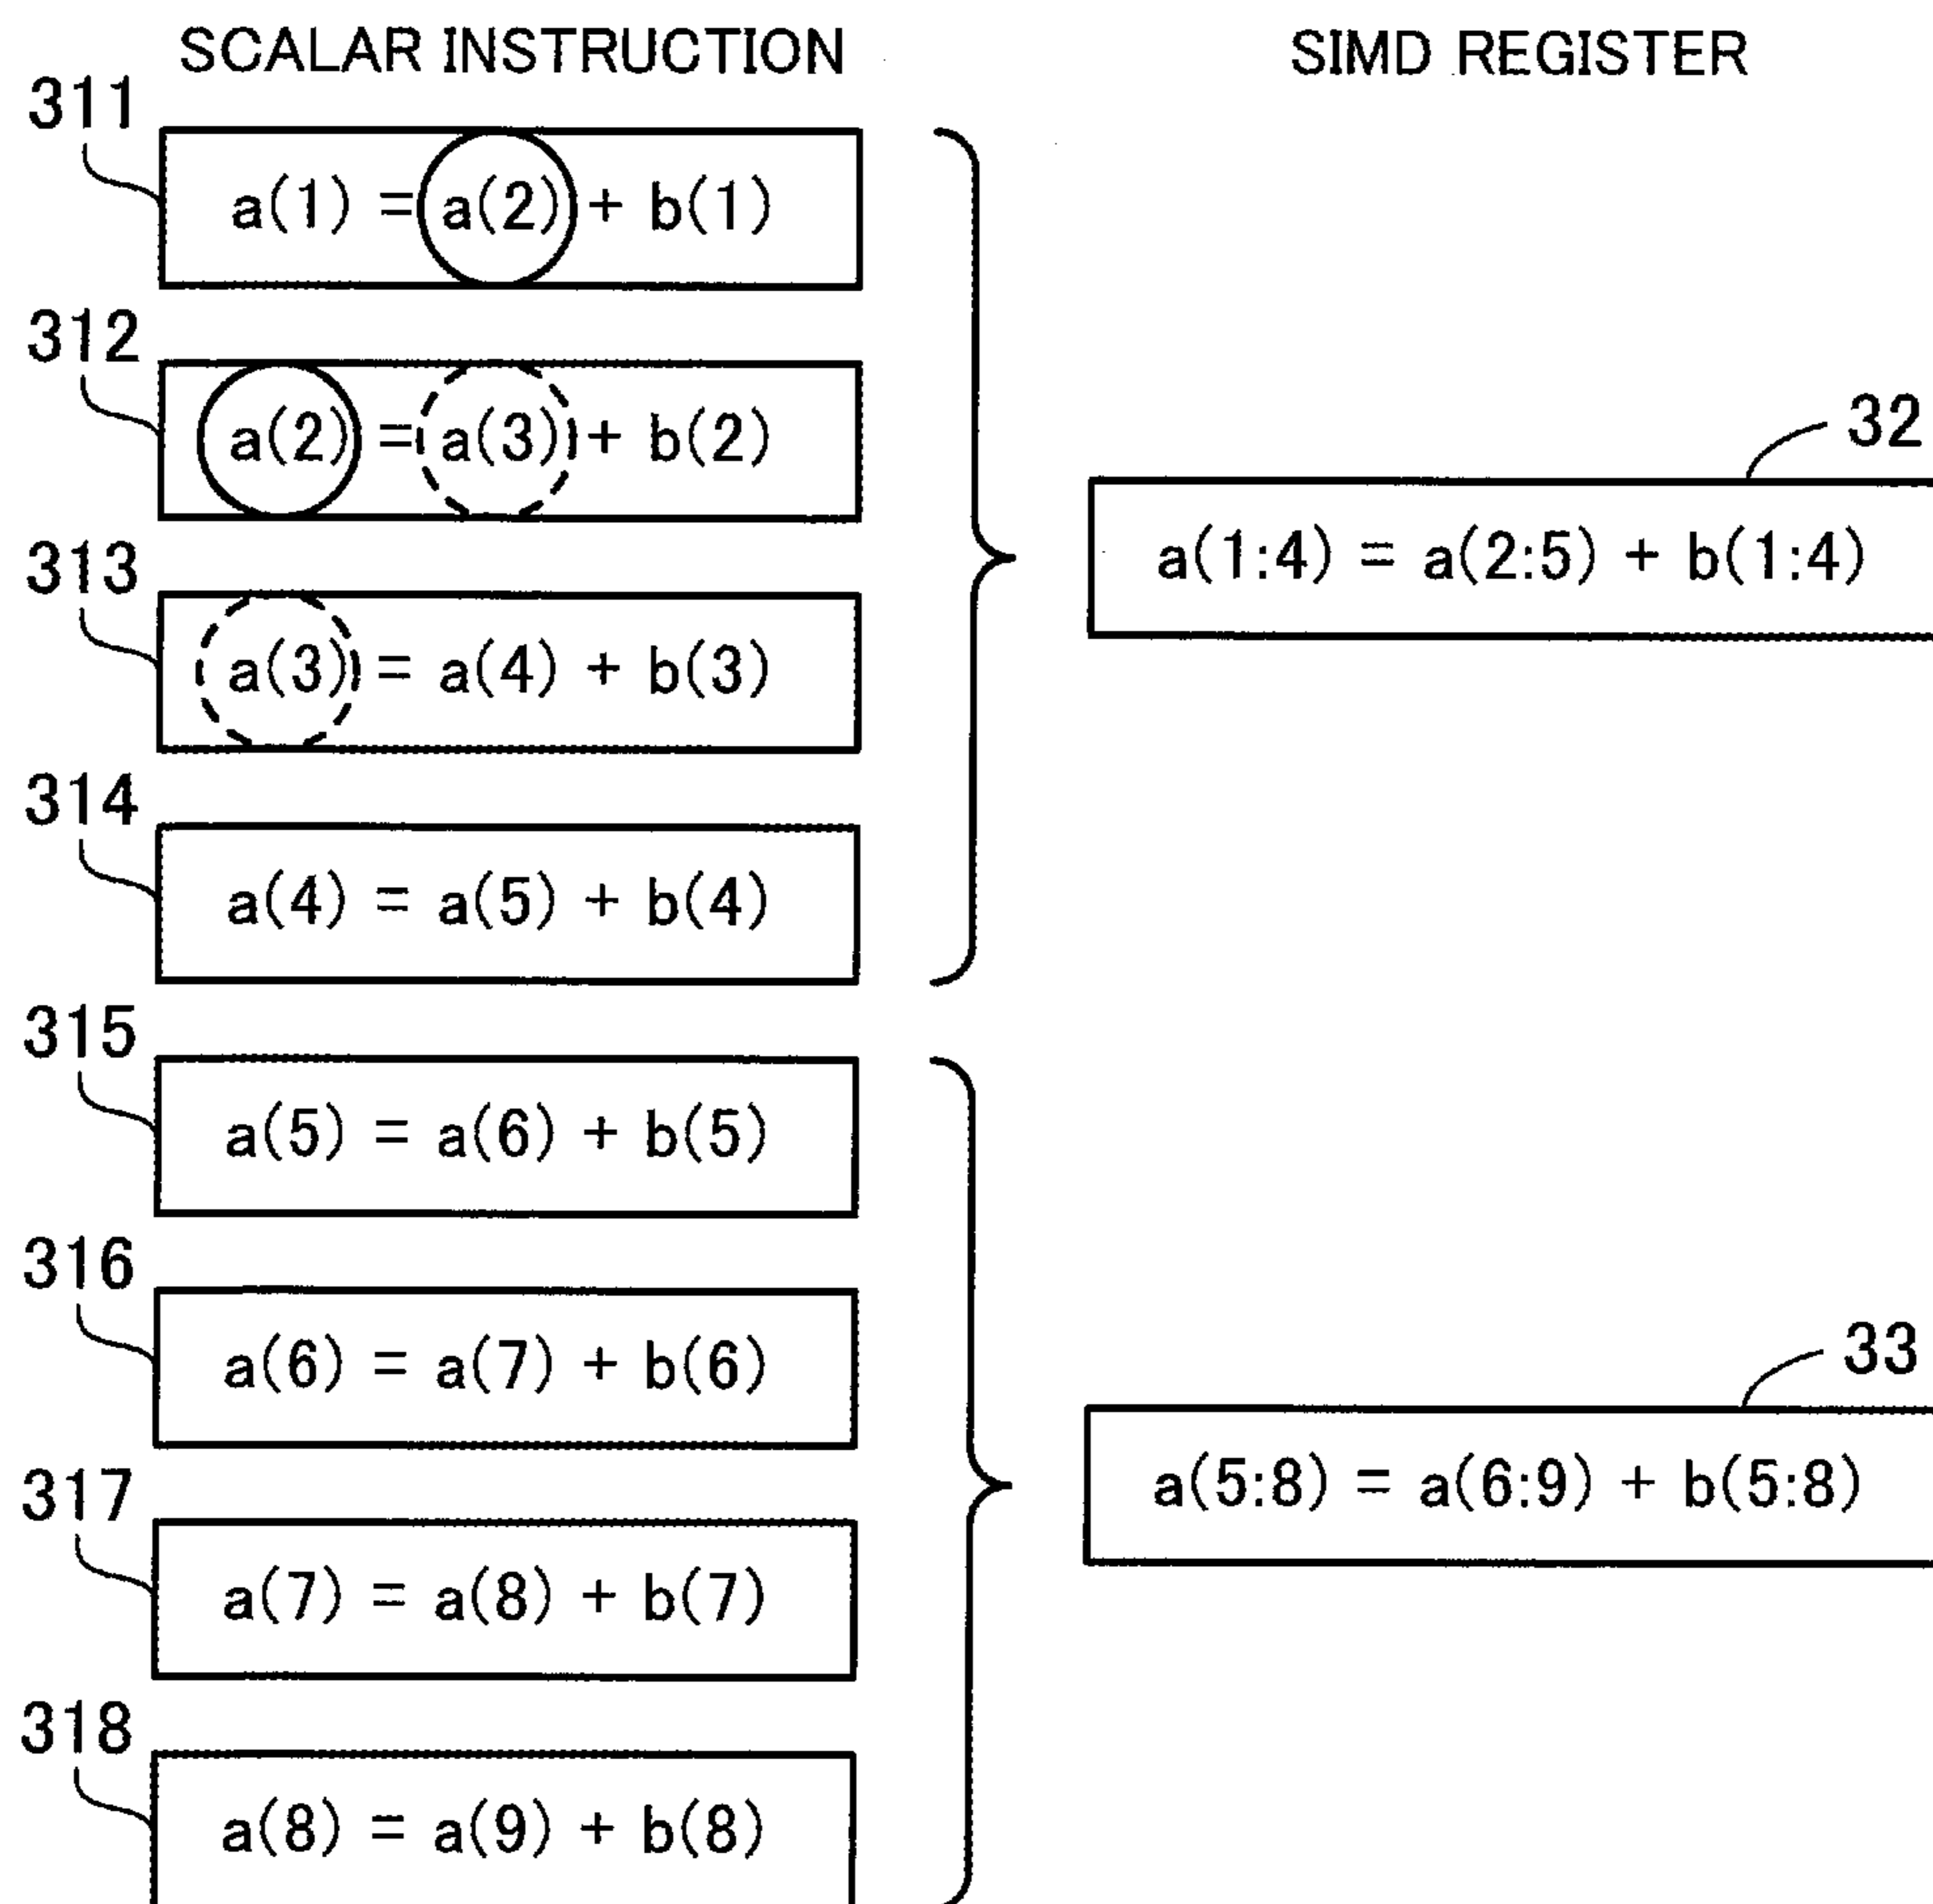 SCALAR INSTRUCTION
SIMD REGISTER
311
a(1) = a(2) + b(1)
312
a(2) = a(3) + b(2)
313
a(3) = a(4) + b(3)
314
a(4) = a(5) + b(4)
32
a(1:4) = a(2:5) + b(1:4)
315
a(5) = a(6) + b(5)
316
a(6) = a(7) + b(6)
317
a(7) = a(8) + b(7)
318
a(8) = a(9) + b(8)
33
a(5:8) = a(6:9) + b(5:8)